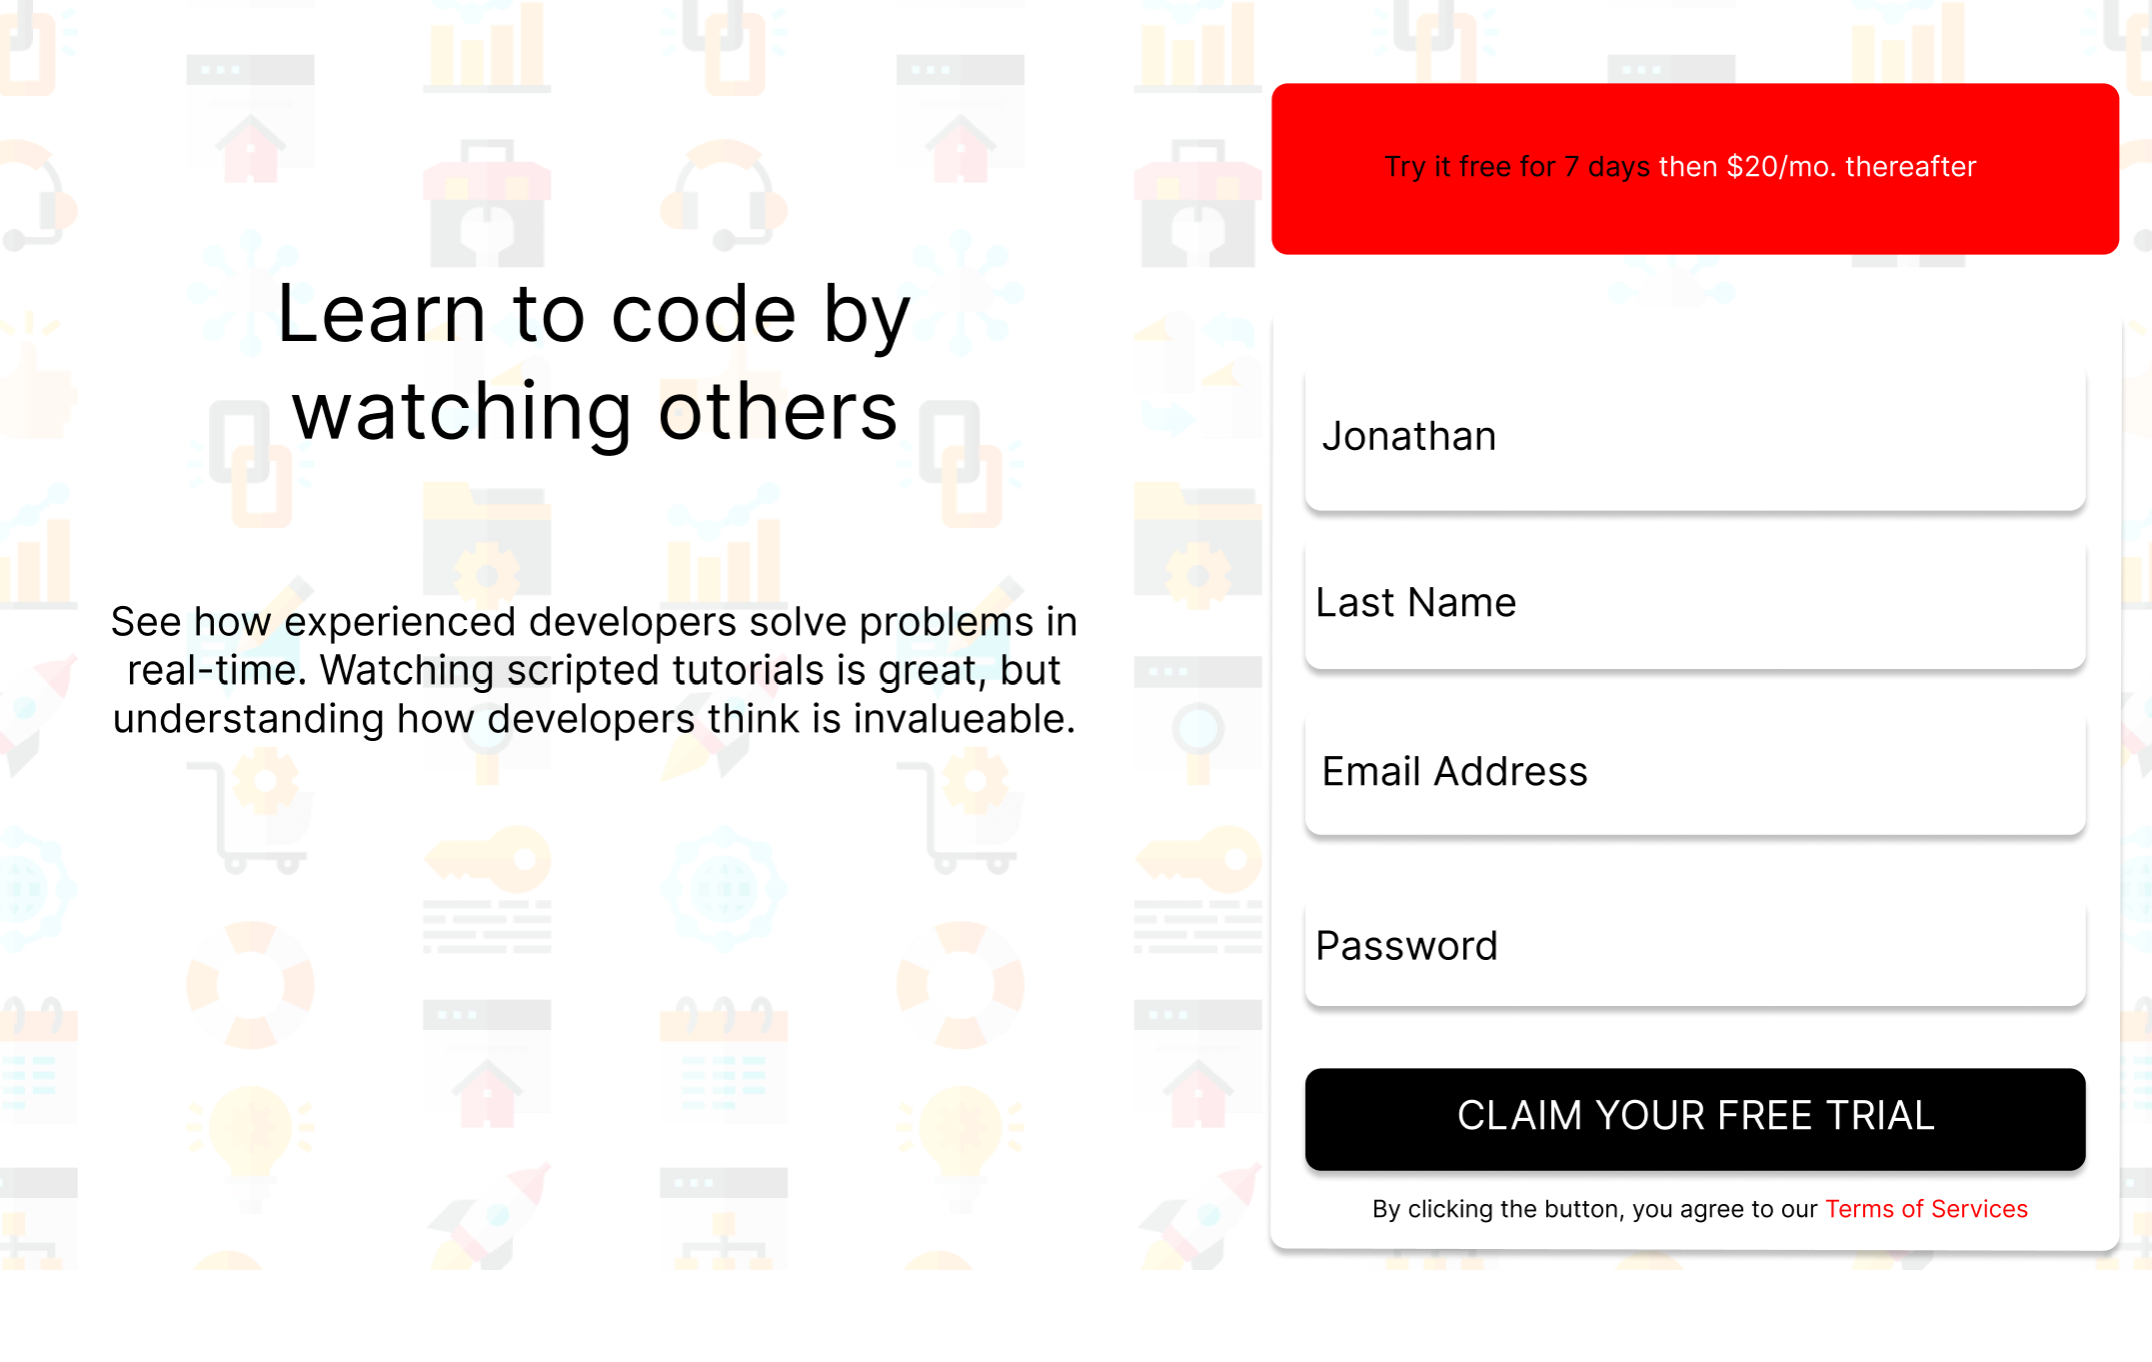 Learn to code by
watching others
See how experienced developers solve problems in
real-time. Watching scripted tutorials is great, but
understanding how developers think is invalueable.
Try it free for 7 days then $20/mo. thereafter
Jonathan
Last Name
Email Address
Password
CLAIM YOUR FREE TRIAL
By clicking the button, you agree to our Terms of Services